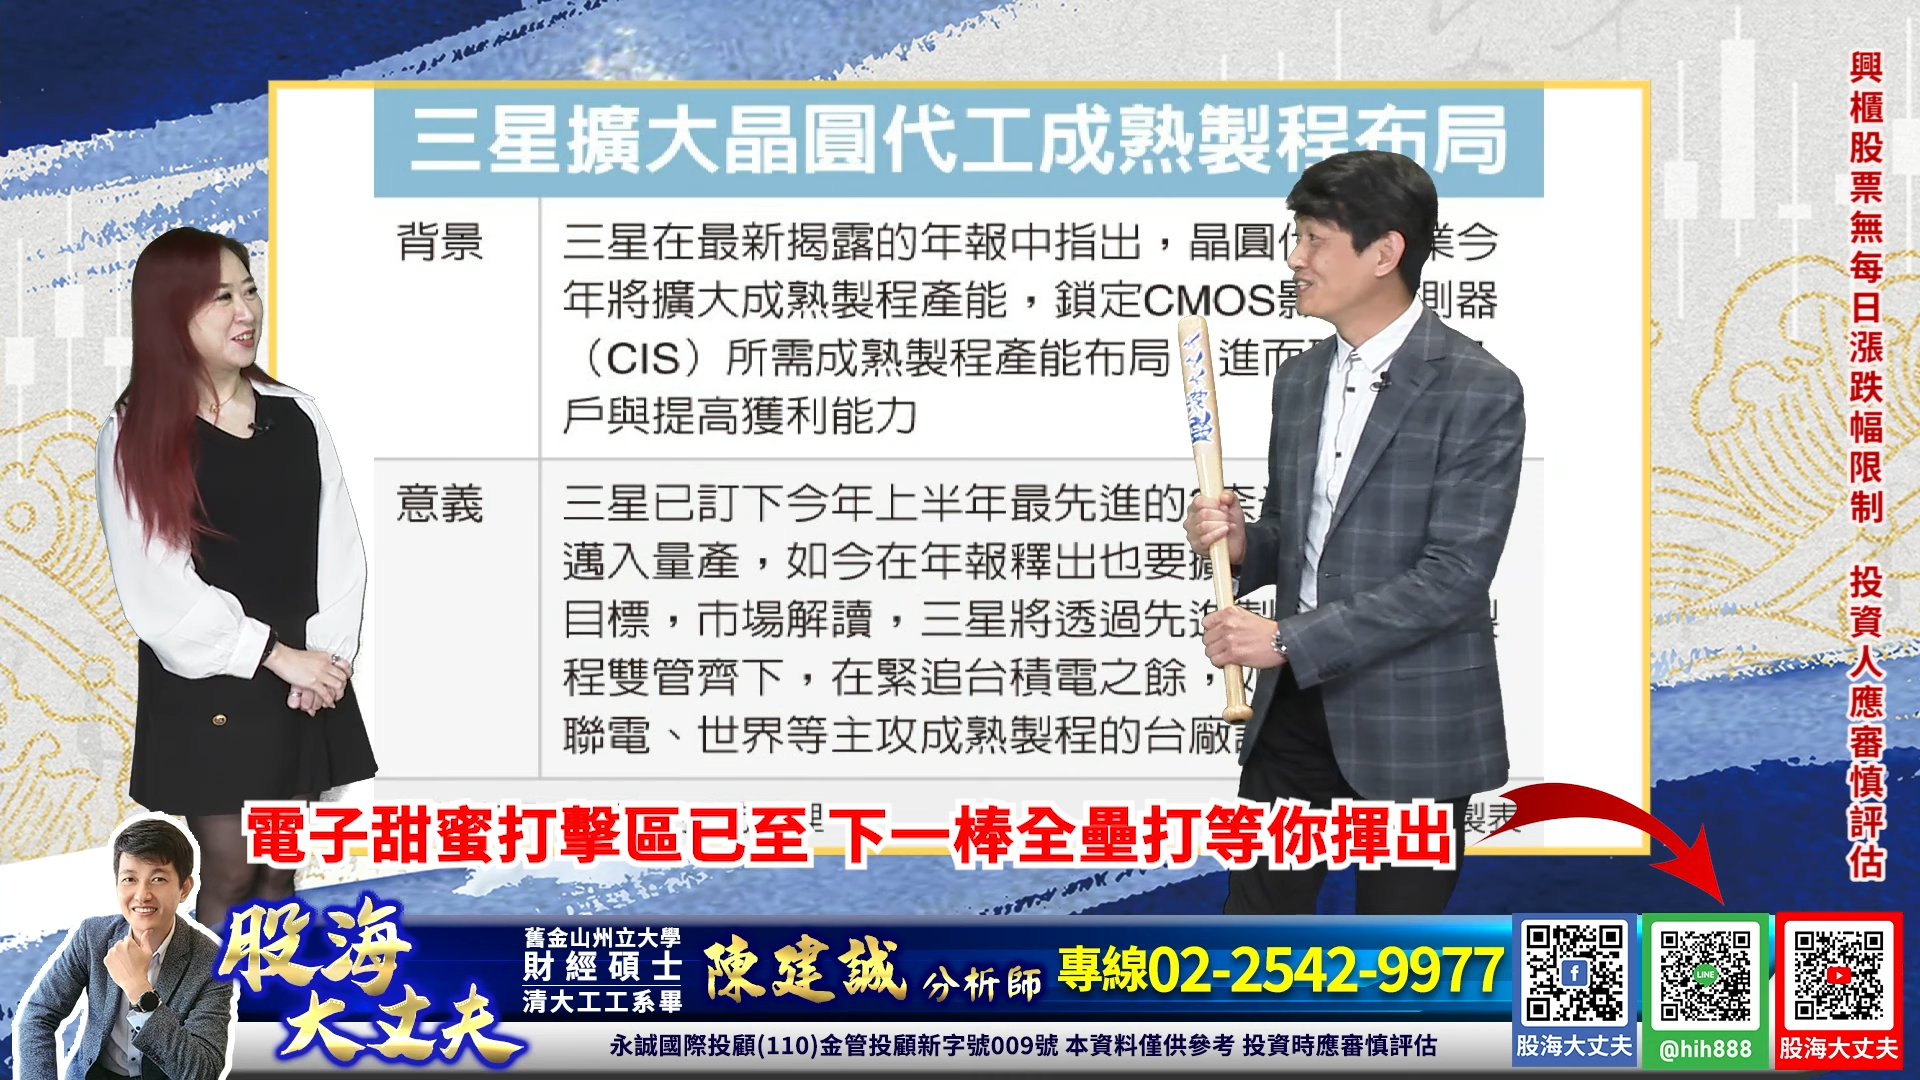 三星擴大晶圓代工成熟製程布局
背景
三星在最新揭露的年報中指出，晶圓 業今
年將擴大成熟製程產能，鎖定CMOS 測器
（CIS）所需成熟製程產能布局 進而
戶與提高獲利能力
意義
三星已訂下今年上半年最先進的
邁入量產，如今在年報釋出也要擴
目標，市場解讀，三星將透過先進製
程雙管齊下，在緊追台積電之餘，
聯電、世界等主攻成熟製程的台廠
製表
電子甜蜜打擊區已至 下一棒全壘打等你揮出
興櫃股票無每日漲跌幅限制 投資人應審慎評估
股海
大丈夫
舊金山州立大學
財經碩士
清大工工系畢
陳建誠 分析師
專線02-2542-9977
永誠國際投顧(110)金管投顧新字號009號 本資料僅供參考 投資時應審慎評估
股海大丈夫
LINE
@hih888
股海大丈夫